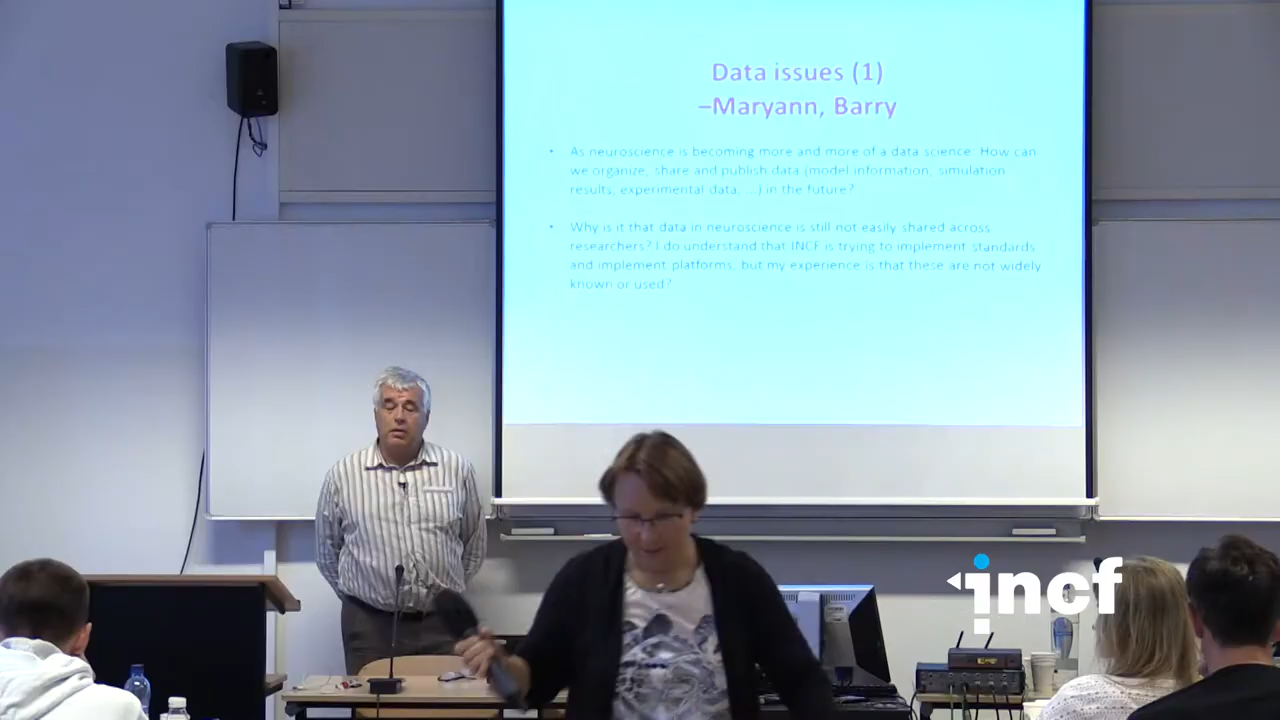 Data issues (1)
–Maryann, Barry
• As neuroscience is becoming more and more of a data science: How can
we organize, share and publish data (model information, simulation
results, experimental data, ...) in the future?
• Why is it that data in neuroscience is still not easily shared across
researchers? I do understand that INCF is trying to implement standards
and implement platforms, but my experience is that these are not widely
known or used?
incf